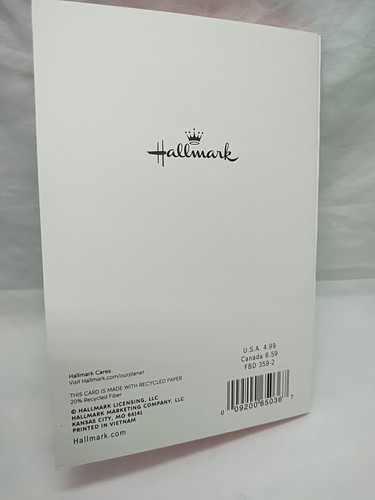 Hallmark
Hallmark Cares
Visit Hallmark.com/ourplanet
THIS CARD IS MADE WITH RECYCLED PAPER
20% Recycled Fiber
© HALLMARK LICENSING, LLC
HALLMARK MARKETING COMPANY, LLC
KANSAS CITY, MO 64141
PRINTED IN VIETNAM
Hallmark.com
U.S.A. 4.99
Canada 6.59
FBD 359-2
0 09200 65036 7